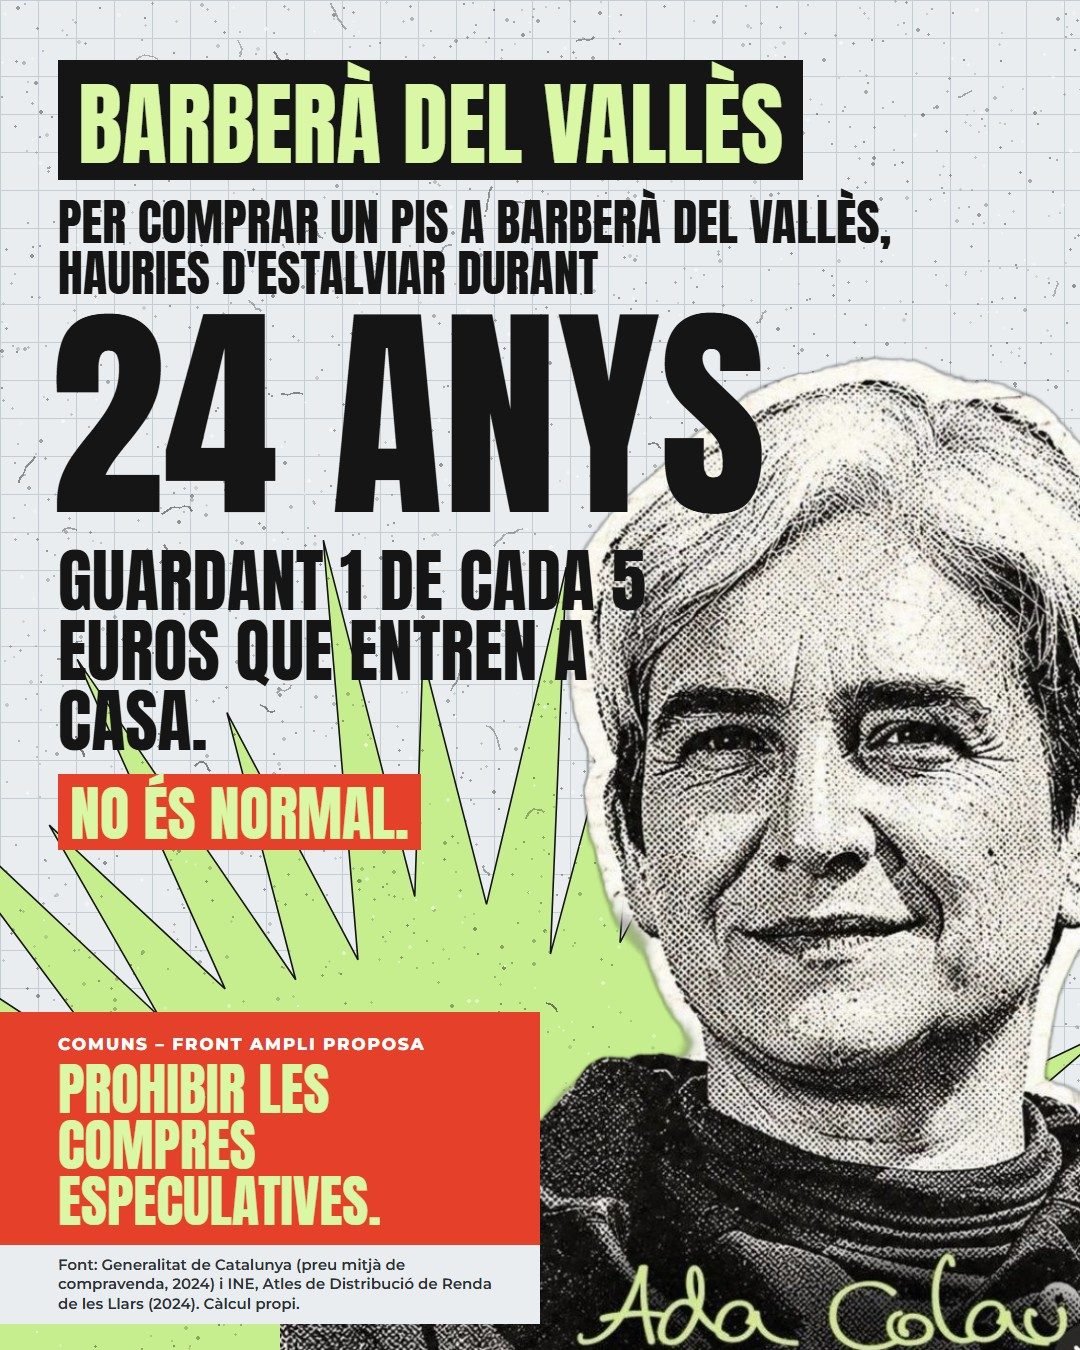 BARBERÀ DEL VALLÈS
PER COMPRAR UN PIS A BARBERÀ DEL VALLÈS,
HAURIES D'ESTALVIAR DURANT
24 ANYS
GUARDANT 1 DE CADA 5
EUROS QUE ENTREN A
CASA.
NO ÉS NORMAL.
COMUNS – FRONT AMPLI PROPOSA
PROHIBIR LES
COMPRES
ESPECULATIVES.
Font: Generalitat de Catalunya (preu mitjà de
compravenda, 2024) i INE, Atles de Distribució de Renda
de les Llars (2024). Càlcul propi.
Ada Colau